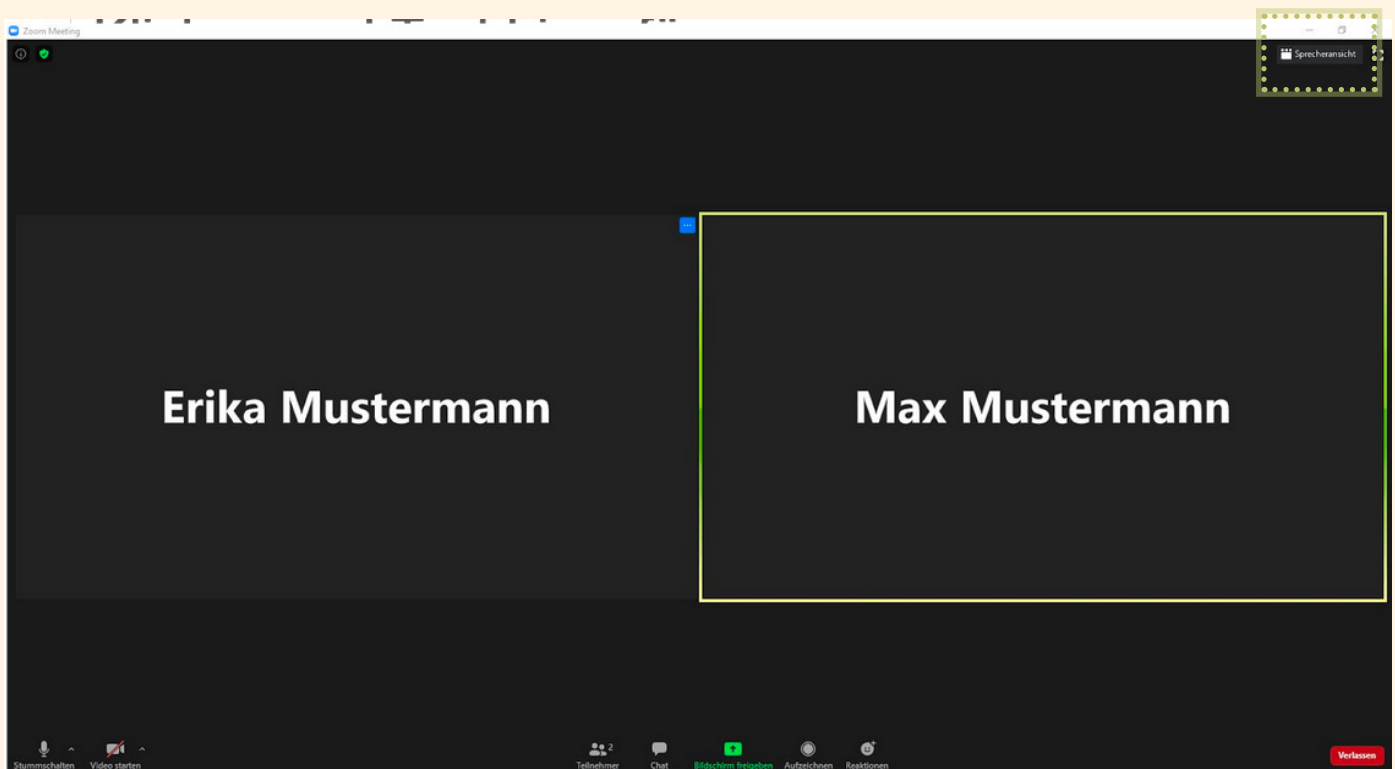 Zoom Meeting
Sprecheransicht
Erika Mustermann
Max Mustermann
2
Stummschalten Video starten Teilnehmer Chat Bildschirm freigeben Aufzeichnen Reaktionen Verlassen